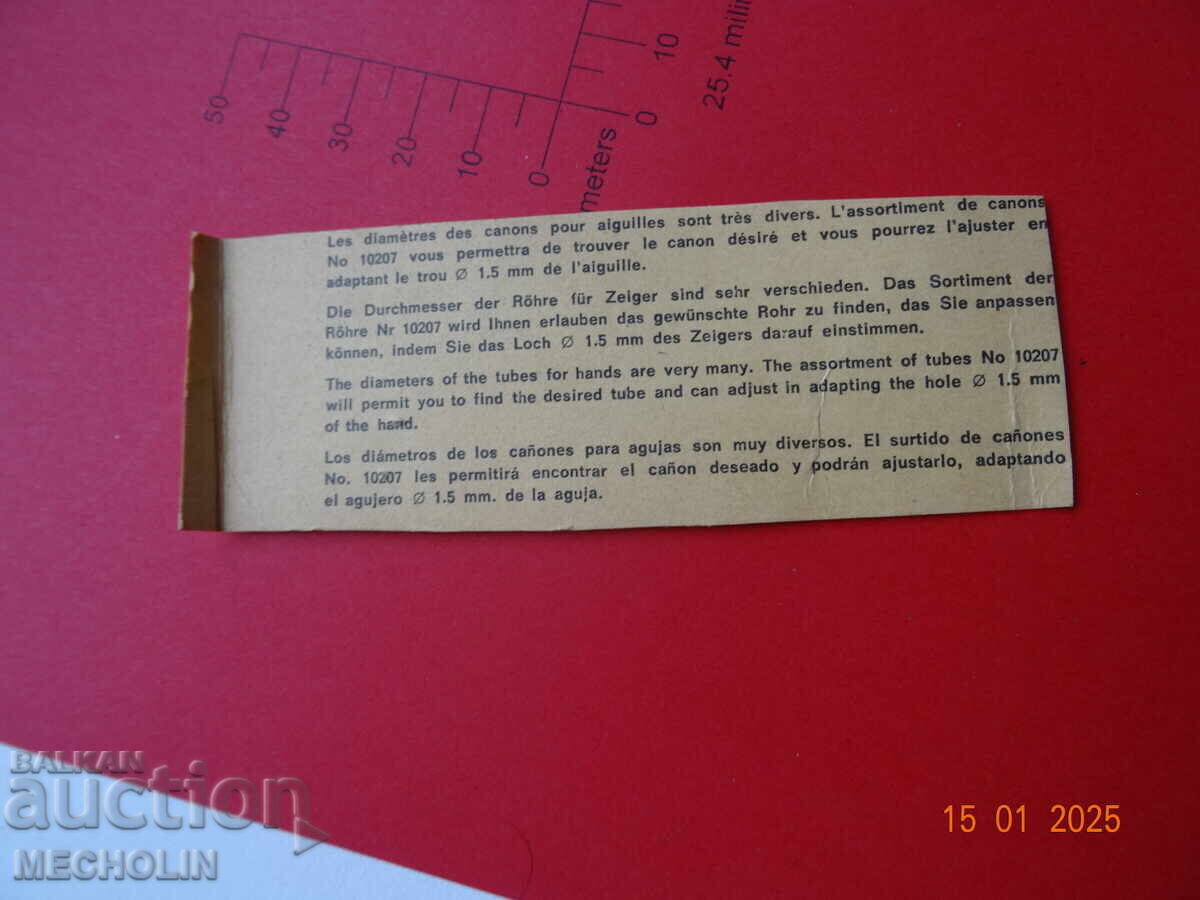 50
40
30
20
10
0
10
0
meters
25.4 milin
Les diamètres des canons pour aiguilles sont très divers. L'assortiment de canons
No 10207 vous permettra de trouver le canon désiré et vous pourrez l'ajuster en
adaptant le trou ∅ 1.5 mm de l'aiguille.
Die Durchmesser der Röhre für Zeiger sind sehr verschieden. Das Sortiment der
Röhre Nr 10207 wird Ihnen erlauben das gewünschte Rohr zu finden, das Sie anpassen
können, indem Sie das Loch ∅ 1.5 mm des Zeigers darauf einstimmen.
The diameters of the tubes for hands are very many. The assortment of tubes No 10207
will permit you to find the desired tube and can adjust in adapting the hole ∅ 1.5 mm
of the hand.
Los diámetros de los cañones para agujas son muy diversos. El surtido de cañones
No. 10207 les permitirá encontrar el cañon deseado y podrán ajustarlo, adaptando
el agujero ∅ 1.5 mm. de la aguja.
BALKAN
auction
MECHOLIN
15 01 2025